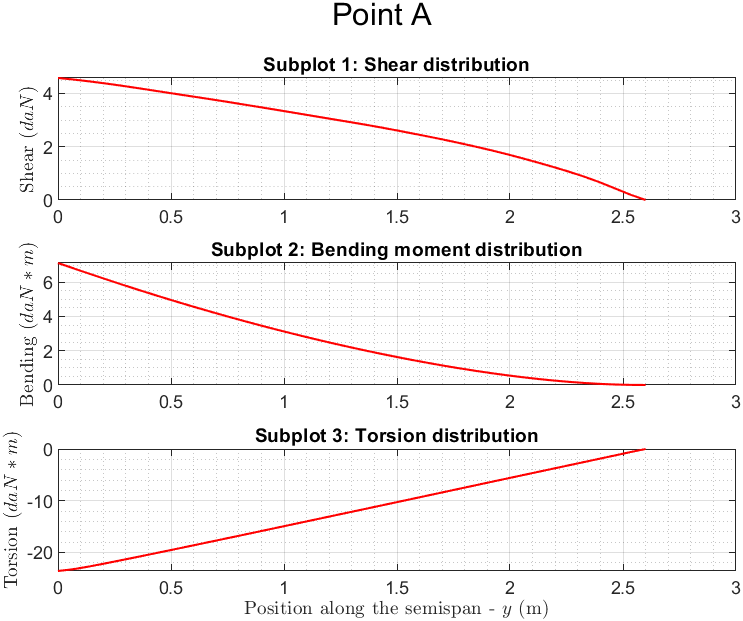 Point A
Subplot 1: Shear distribution
Shear (daN)
4
2
0
0 0.5 1 1.5 2 2.5 3
Subplot 2: Bending moment distribution
Bending (daN * m)
6
4
2
0
0 0.5 1 1.5 2 2.5 3
Subplot 3: Torsion distribution
Torsion (daN * m)
0
-10
-20
0 0.5 1 1.5 2 2.5 3
Position along the semispan - y (m)